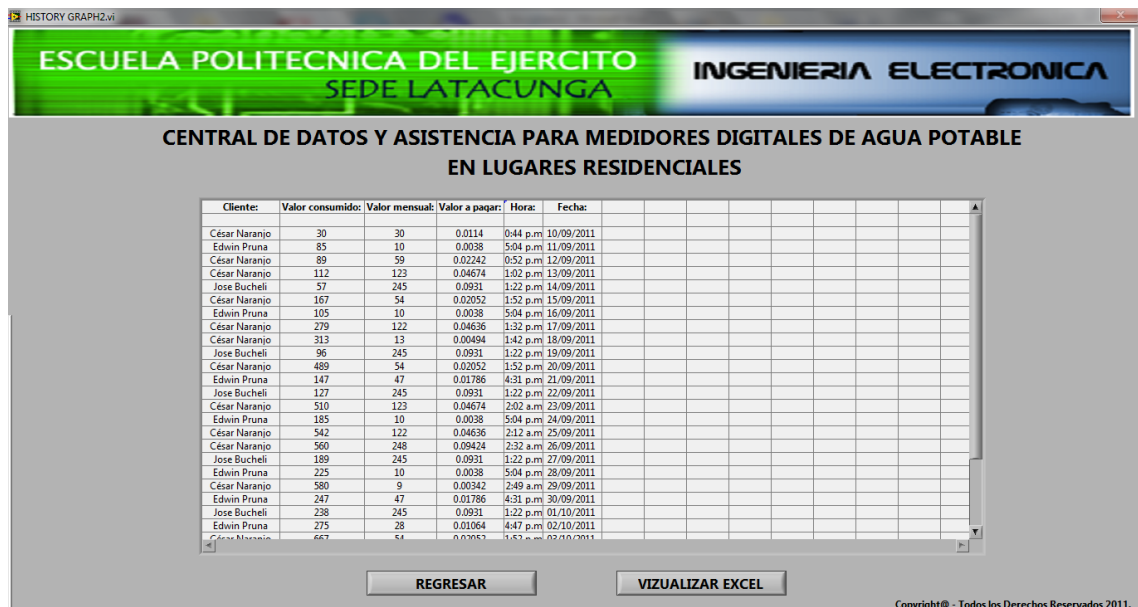 HISTORY GRAPH2.vi
ESCUELA POLITECNICA DEL EJERCITO
SEDE LATACUNGA
INGENIERIA ELECTRONICA
CENTRAL DE DATOS Y ASISTENCIA PARA MEDIDORES DIGITALES DE AGUA POTABLE
EN LUGARES RESIDENCIALES
Cliente: Valor consumido: Valor mensual: Valor a pagar: Hora: Fecha:
César Naranjo 30 30 0.0114 0:44 p.m 10/09/2011
Edwin Pruna 85 10 0.0038 5:04 p.m 11/09/2011
César Naranjo 89 59 0.02242 0:52 p.m 12/09/2011
César Naranjo 112 123 0.04674 1:02 p.m 13/09/2011
Jose Bucheli 57 245 0.0931 1:22 p.m 14/09/2011
César Naranjo 167 54 0.02052 1:52 p.m 15/09/2011
Edwin Pruna 105 10 0.0038 5:04 p.m 16/09/2011
César Naranjo 279 122 0.04636 1:32 p.m 17/09/2011
César Naranjo 313 13 0.00494 1:42 p.m 18/09/2011
Jose Bucheli 96 245 0.0931 1:22 p.m 19/09/2011
César Naranjo 489 54 0.02052 1:52 p.m 20/09/2011
Edwin Pruna 147 47 0.01786 4:31 p.m 21/09/2011
Jose Bucheli 127 245 0.0931 1:22 p.m 22/09/2011
César Naranjo 510 123 0.04674 2:02 a.m 23/09/2011
Edwin Pruna 185 10 0.0038 5:04 p.m 24/09/2011
César Naranjo 542 122 0.04636 2:12 a.m 25/09/2011
César Naranjo 560 248 0.09424 2:32 a.m 26/09/2011
Jose Bucheli 189 245 0.0931 1:22 p.m 27/09/2011
Edwin Pruna 225 10 0.0038 5:04 p.m 28/09/2011
César Naranjo 580 9 0.00342 2:49 a.m 29/09/2011
Edwin Pruna 247 47 0.01786 4:31 p.m 30/09/2011
Jose Bucheli 238 245 0.0931 1:22 p.m 01/10/2011
Edwin Pruna 275 28 0.01064 4:47 p.m 02/10/2011
César Naranjo 667 54 0.02052 1:52 p.m 03/10/2011
REGRESAR VIZUALIZAR EXCEL
Copyright@ - Todos los Derechos Reservados 2011.